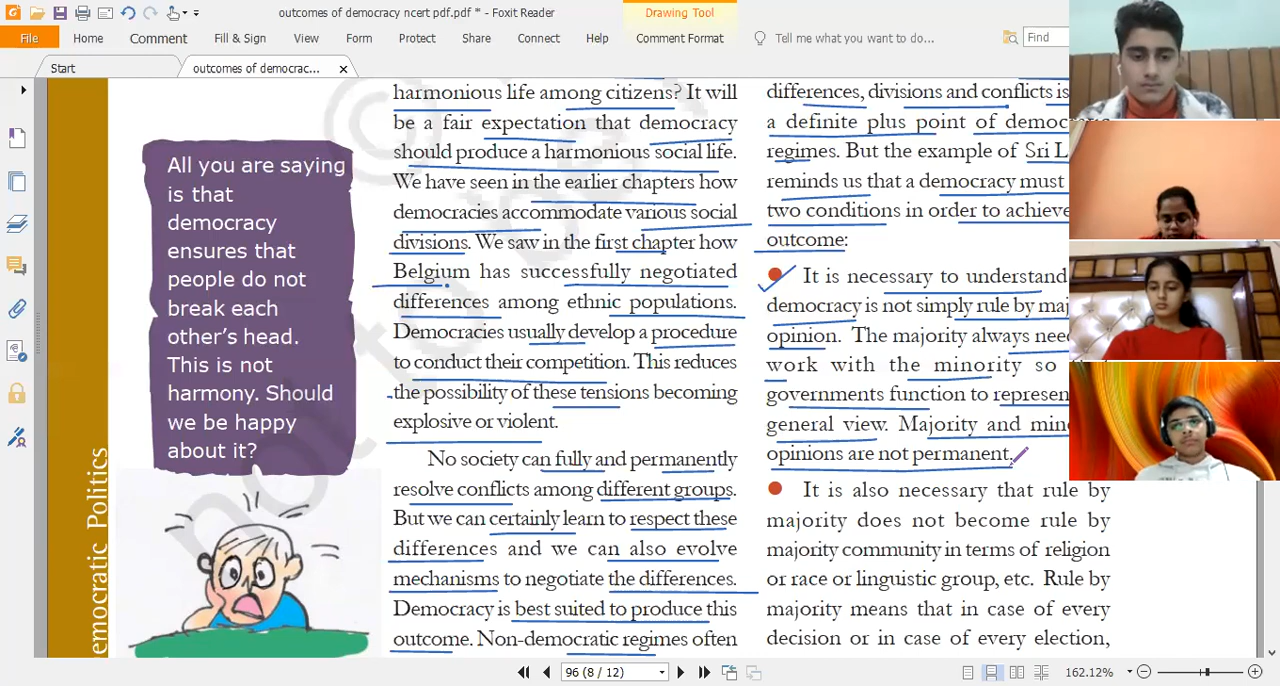 outcomes of democracy ncert pdf.pdf * - Foxit Reader
Drawing Tool
File Home Comment Fill & Sign View Form Protect Share Connect Help Comment Format Tell me what you want to do... Find
Start outcomes of democrac...
All you are saying
is that
democracy
ensures that
people do not
break each
other's head.
This is not
harmony. Should
we be happy
about it?
emocratic Politics
harmonious life among citizens? It will
be a fair expectation that democracy
should produce a harmonious social life.
We have seen in the earlier chapters how
democracies accommodate various social
divisions. We saw in the first chapter how
Belgium has successfully negotiated
differences among ethnic populations.
Democracies usually develop a procedure
to conduct their competition. This reduces
the possibility of these tensions becoming
explosive or violent.
No society can fully and permanently
resolve conflicts among different groups.
But we can certainly learn to respect these
differences and we can also evolve
mechanisms to negotiate the differences.
Democracy is best suited to produce this
outcome. Non-democratic regimes often
differences, divisions and conflicts is
a definite plus point of democ
regimes. But the example of Sri L
reminds us that a democracy must
two conditions in order to achieve
outcome:
It is necessary to understand
democracy is not simply rule by maj
opinion. The majority always nee
work with the minority so
governments function to represen
general view. Majority and min
opinions are not permanent.
It is also necessary that rule by
majority does not become rule by
majority community in terms of religion
or race or linguistic group, etc. Rule by
majority means that in case of every
decision or in case of every election,
96 (8 / 12)
162.12%